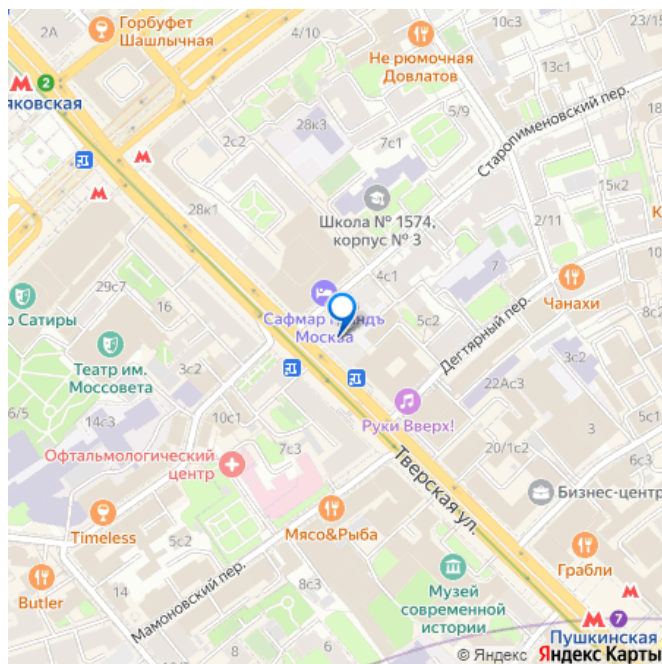 2А
Горбуфет
Шашлычная
4/10
23/15
Не рюмочная
Довлатов
13с1
М 2
яковская
5/9
Старопименовский пер.
28к3
2с2
7с1
М
М
15к2
28к1
Школа № 1574,
корпус № 3
2/11
К
4с1
29с7
16
Сафмар Грандъ
Москва
5с2
Чанахи
8с2
о Сатиры
Театр им.
Моссовета
Дегтярный пер.
3с2
22Ас3
6/5
14с3
10с1
Руки Вверх!
3
5с1
20/1с2
6с3
7с3
Офтальмологический
центр
Тверская ул.
Бизнес-центр
Timeless
5с2
Мясо&Рыба
Грабли
Butler
14
Мамоновский пер.
8с3
Музей
современной
истории
М
М 7
Пушкинская
8
6
© Яндекс Яндекс Карты